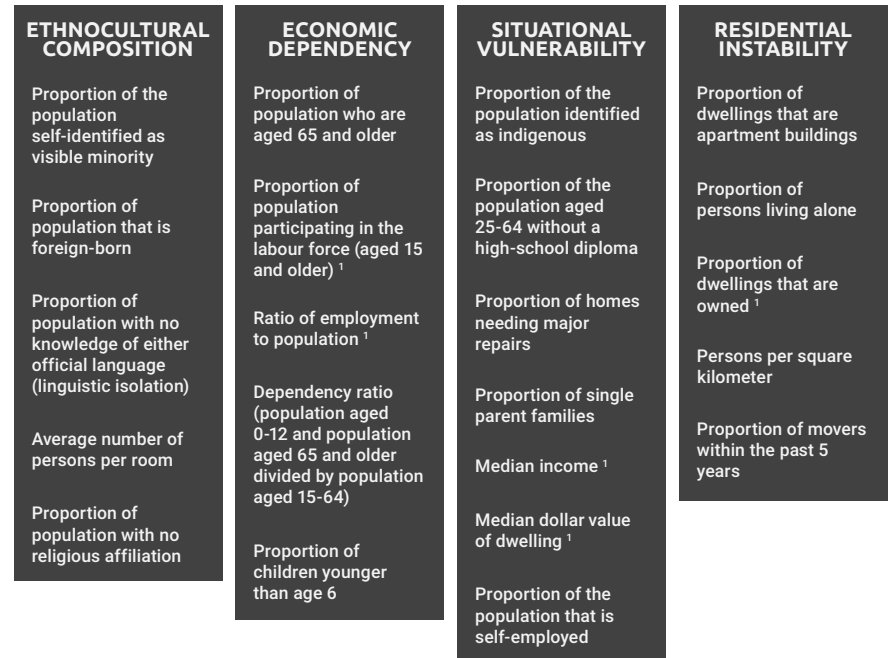 ETHNOCULTURAL
COMPOSITION
Proportion of the
population
self-identified as
visible minority
Proportion of
population that is
foreign-born
Proportion of
population with no
knowledge of either
official language
(linguistic isolation)
Average number of
persons per room
Proportion of
population with no
religious affiliation
ECONOMIC
DEPENDENCY
Proportion of
population who are
aged 65 and older
Proportion of
population
participating in the
labour force (aged 15
and older) ¹
Ratio of employment
to population ¹
Dependency ratio
(population aged
0-12 and population
aged 65 and older
divided by population
aged 15-64)
Proportion of
children younger
than age 6
SITUATIONAL
VULNERABILITY
Proportion of the
population identified
as indigenous
Proportion of the
population aged
25-64 without a
high-school diploma
Proportion of homes
needing major
repairs
Proportion of single
parent families
Median income ¹
Median dollar value
of dwelling ¹
Proportion of the
population that is
self-employed
RESIDENTIAL
INSTABILITY
Proportion of
dwellings that are
apartment buildings
Proportion of
persons living alone
Proportion of
dwellings that are
owned ¹
Persons per square
kilometer
Proportion of movers
within the past 5
years